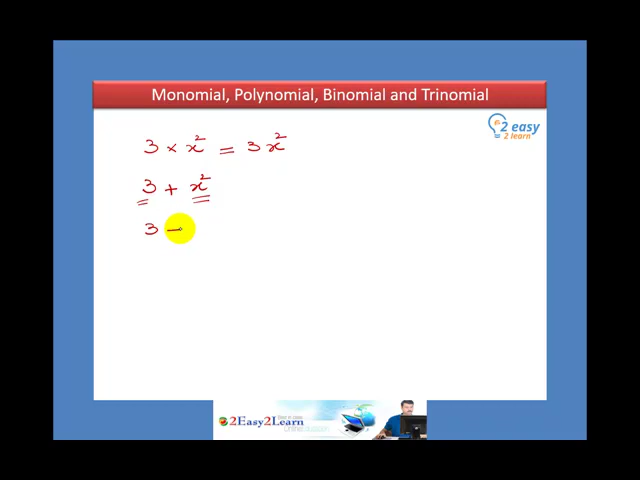 Monomial, Polynomial, Binomial and Trinomial
2 easy
2 learn
3 × x² = 3x²
3 + x²
3 −
2Easy2Learn